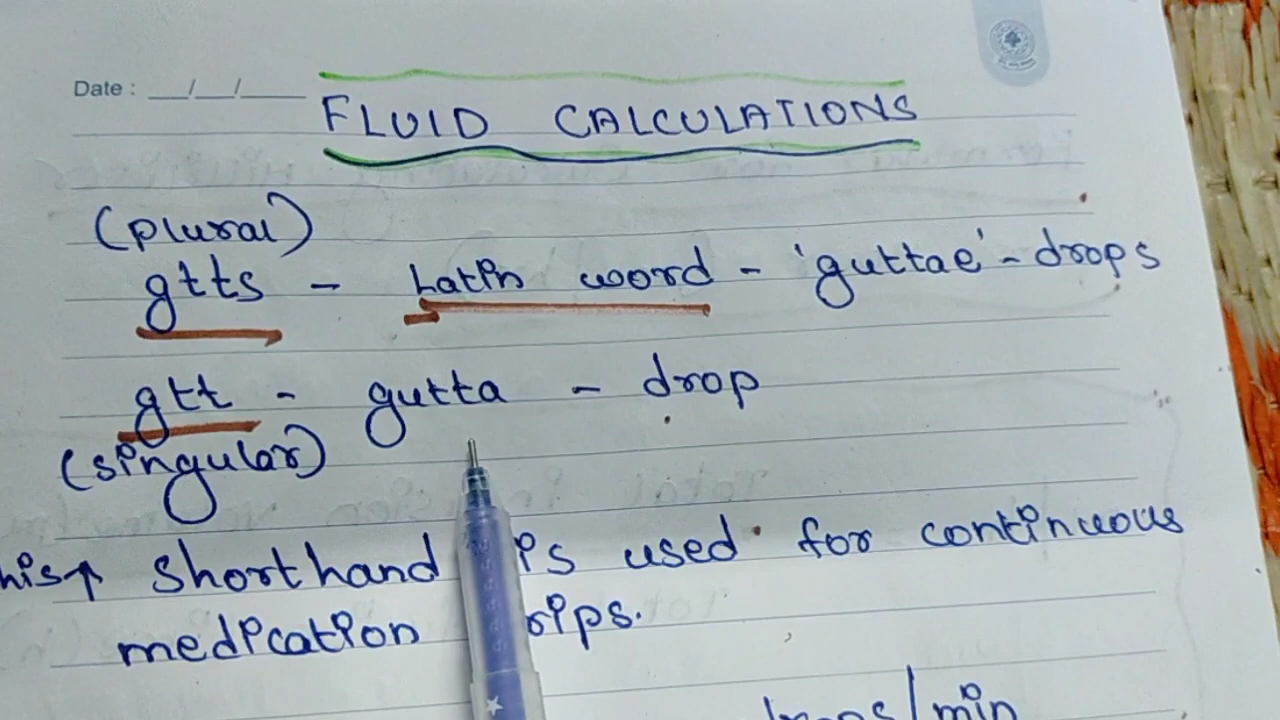 Date : __/__/____
FLUID CALCULATIONS
(plural)
gtts - Latin word - 'guttae' - drops
gtt - gutta - drop
(singular)
shorthand is used for continuous
medication
/min